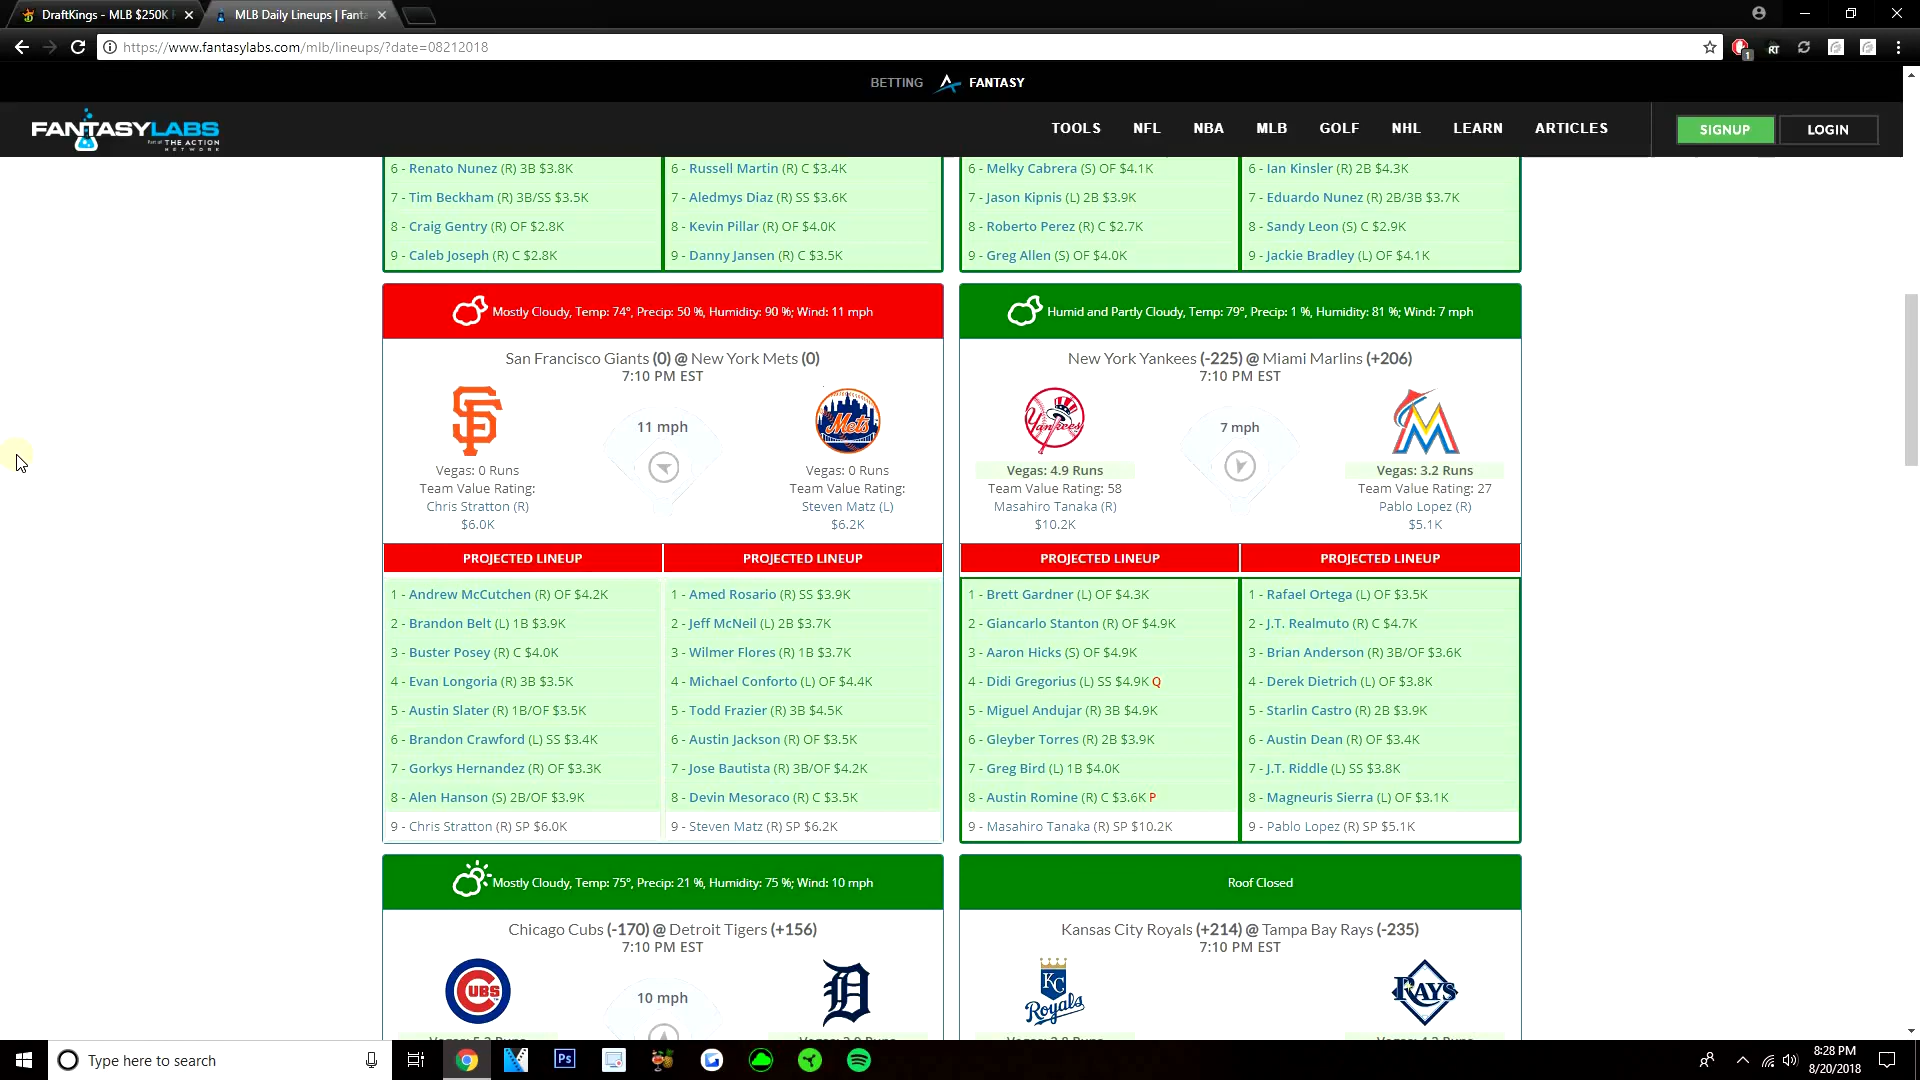 DraftKings - MLB $250K
MLB Daily Lineups | Fanta
https://www.fantasylabs.com/mlb/lineups/?date=08212018
1
RT
BETTING FANTASY
FANTASYLABS
Part of THE ACTION NETWORK
TOOLS NFL NBA MLB GOLF NHL LEARN ARTICLES
SIGNUP LOGIN
6 - Renato Nunez (R) 3B $3.8K
7 - Tim Beckham (R) 3B/SS $3.5K
8 - Craig Gentry (R) OF $2.8K
9 - Caleb Joseph (R) C $2.8K
6 - Russell Martin (R) C $3.4K
7 - Aledmys Diaz (R) SS $3.6K
8 - Kevin Pillar (R) OF $4.0K
9 - Danny Jansen (R) C $3.5K
6 - Melky Cabrera (S) OF $4.1K
7 - Jason Kipnis (L) 2B $3.9K
8 - Roberto Perez (R) C $2.7K
9 - Greg Allen (S) OF $4.0K
6 - Ian Kinsler (R) 2B $4.3K
7 - Eduardo Nunez (R) 2B/3B $3.7K
8 - Sandy Leon (S) C $2.9K
9 - Jackie Bradley (L) OF $4.1K
Mostly Cloudy, Temp: 74°, Precip: 50 %, Humidity: 90 %; Wind: 11 mph
San Francisco Giants (0) @ New York Mets (0)
7:10 PM EST
SF
11 mph
Mets
Vegas: 0 Runs
Team Value Rating:
Chris Stratton (R)
$6.0K
Vegas: 0 Runs
Team Value Rating:
Steven Matz (L)
$6.2K
PROJECTED LINEUP
PROJECTED LINEUP
1 - Andrew McCutchen (R) OF $4.2K
2 - Brandon Belt (L) 1B $3.9K
3 - Buster Posey (R) C $4.0K
4 - Evan Longoria (R) 3B $3.5K
5 - Austin Slater (R) 1B/OF $3.5K
6 - Brandon Crawford (L) SS $3.4K
7 - Gorkys Hernandez (R) OF $3.3K
8 - Alen Hanson (S) 2B/OF $3.9K
9 - Chris Stratton (R) SP $6.0K
1 - Amed Rosario (R) SS $3.9K
2 - Jeff McNeil (L) 2B $3.7K
3 - Wilmer Flores (R) 1B $3.7K
4 - Michael Conforto (L) OF $4.4K
5 - Todd Frazier (R) 3B $4.5K
6 - Austin Jackson (R) OF $3.5K
7 - Jose Bautista (R) 3B/OF $4.2K
8 - Devin Mesoraco (R) C $3.5K
9 - Steven Matz (R) SP $6.2K
Humid and Partly Cloudy, Temp: 79°, Precip: 1 %, Humidity: 81 %; Wind: 7 mph
New York Yankees (-225) @ Miami Marlins (+206)
7:10 PM EST
Yankees
7 mph
M
Vegas: 4.9 Runs
Team Value Rating: 58
Masahiro Tanaka (R)
$10.2K
Vegas: 3.2 Runs
Team Value Rating: 27
Pablo Lopez (R)
$5.1K
PROJECTED LINEUP
PROJECTED LINEUP
1 - Brett Gardner (L) OF $4.3K
2 - Giancarlo Stanton (R) OF $4.9K
3 - Aaron Hicks (S) OF $4.9K
4 - Didi Gregorius (L) SS $4.9K Q
5 - Miguel Andujar (R) 3B $4.9K
6 - Gleyber Torres (R) 2B $3.9K
7 - Greg Bird (L) 1B $4.0K
8 - Austin Romine (R) C $3.6K P
9 - Masahiro Tanaka (R) SP $10.2K
1 - Rafael Ortega (L) OF $3.5K
2 - J.T. Realmuto (R) C $4.7K
3 - Brian Anderson (R) 3B/OF $3.6K
4 - Derek Dietrich (L) OF $3.8K
5 - Starlin Castro (R) 2B $3.9K
6 - Austin Dean (R) OF $3.4K
7 - J.T. Riddle (L) SS $3.8K
8 - Magneuris Sierra (L) OF $3.1K
9 - Pablo Lopez (R) SP $5.1K
Mostly Cloudy, Temp: 75°, Precip: 21 %, Humidity: 75 %; Wind: 10 mph
Chicago Cubs (-170) @ Detroit Tigers (+156)
7:10 PM EST
CUBS
10 mph
D
Roof Closed
Kansas City Royals (+214) @ Tampa Bay Rays (-235)
7:10 PM EST
KC
Royals
RAYS
Type here to search
Ps
8:28 PM
8/20/2018